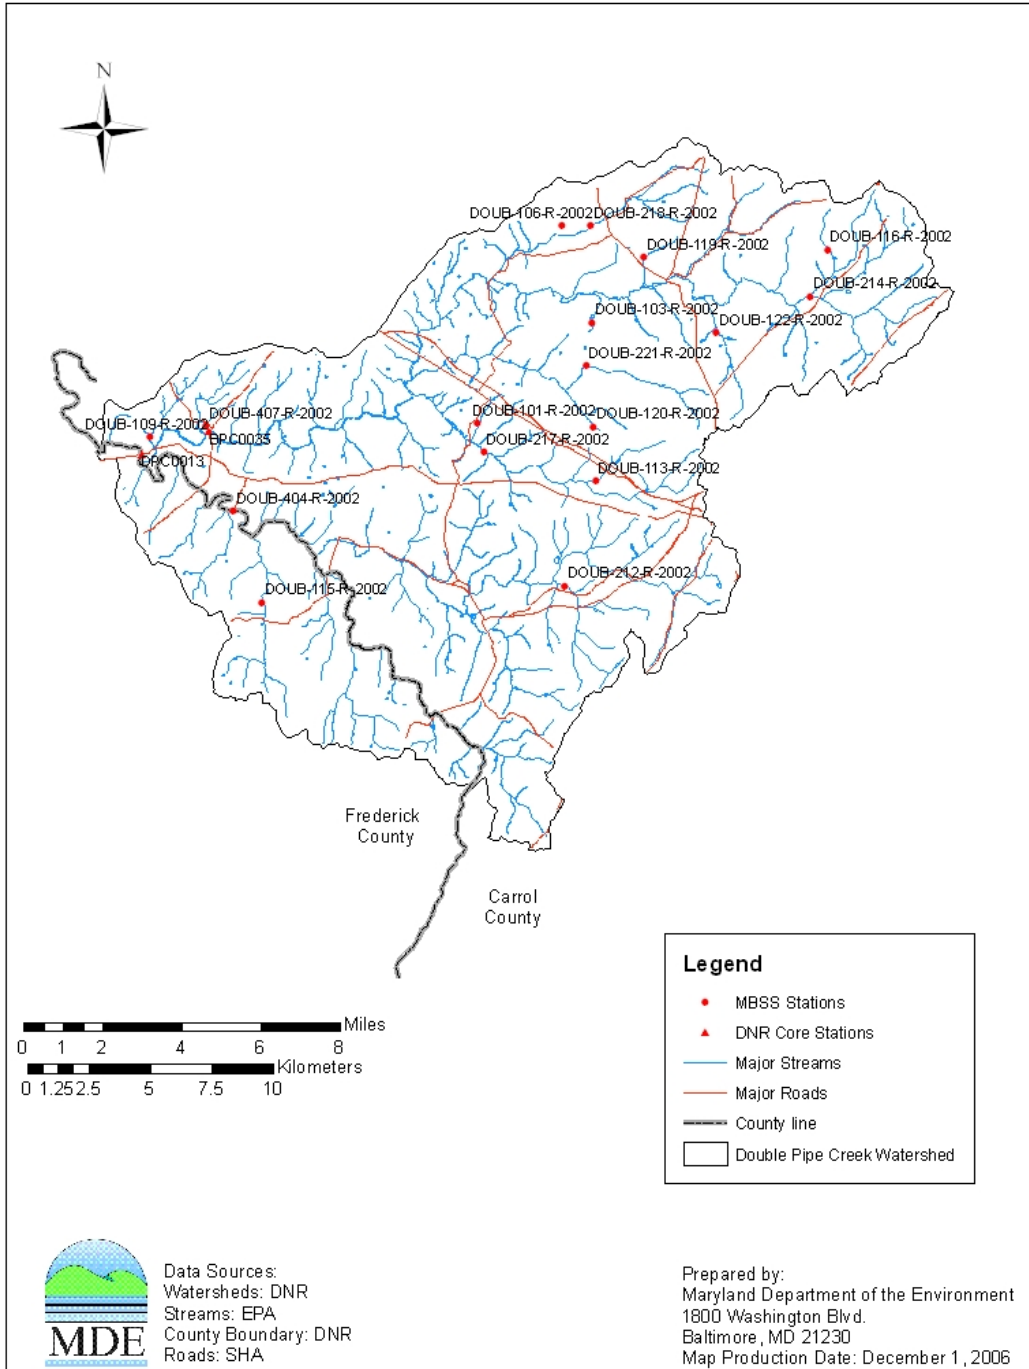 N
DOUB-106-R-2002
DOUB-218-R-2002
DOUB-119-R-2002
DOUB-116-R-2002
DOUB-214-R-2002
DOUB-103-R-2002
DOUB-122-R-2002
DOUB-221-R-2002
DOUB-101-R-2002
DOUB-120-R-2002
DOUB-407-R-2002
DOUB-109-R-2002
BPC0035
DOUB-217-R-2002
DPC0013
DOUB-113-R-2002
DOUB-404-R-2002
DOUB-212-R-2002
DOUB-115-R-2002
Frederick
County
Carrol
County
Legend
MBSS Stations
DNR Core Stations
Major Streams
Major Roads
County line
Double Pipe Creek Watershed
Miles
0 1 2 4 6 8
Kilometers
0 1.25 2.5 5 7.5 10
MDE
Data Sources:
Watersheds: DNR
Streams: EPA
County Boundary: DNR
Roads: SHA
Prepared by:
Maryland Department of the Environment
1800 Washington Blvd.
Baltimore, MD 21230
Map Production Date: December 1, 2006